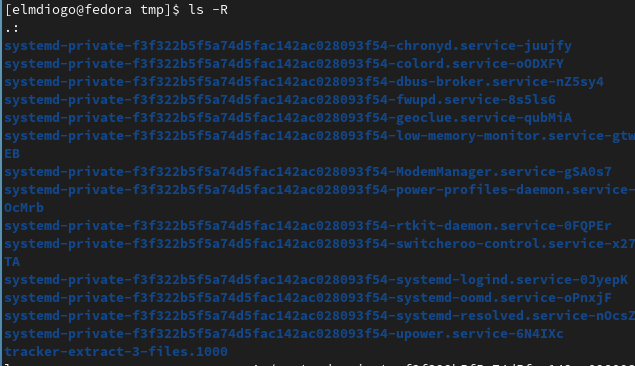 [elmdiogo@fedora tmp]$ ls -R
.:
systemd-private-f3f322b5f5a74d5fac142ac028093f54-chronyd.service-juujfy
systemd-private-f3f322b5f5a74d5fac142ac028093f54-colord.service-oODXFY
systemd-private-f3f322b5f5a74d5fac142ac028093f54-dbus-broker.service-nZ5sy4
systemd-private-f3f322b5f5a74d5fac142ac028093f54-fwupd.service-8s5ls6
systemd-private-f3f322b5f5a74d5fac142ac028093f54-geoclue.service-qubMiA
systemd-private-f3f322b5f5a74d5fac142ac028093f54-low-memory-monitor.service-gtw
EB
systemd-private-f3f322b5f5a74d5fac142ac028093f54-ModemManager.service-gSA0s7
systemd-private-f3f322b5f5a74d5fac142ac028093f54-power-profiles-daemon.service-
OcMrb
systemd-private-f3f322b5f5a74d5fac142ac028093f54-rtkit-daemon.service-0FQPEr
systemd-private-f3f322b5f5a74d5fac142ac028093f54-switcheroo-control.service-x27
TA
systemd-private-f3f322b5f5a74d5fac142ac028093f54-systemd-logind.service-0JyepK
systemd-private-f3f322b5f5a74d5fac142ac028093f54-systemd-oomd.service-oPnxjF
systemd-private-f3f322b5f5a74d5fac142ac028093f54-systemd-resolved.service-nOcsZ
systemd-private-f3f322b5f5a74d5fac142ac028093f54-upower.service-6N4IXc
tracker-extract-3-files.1000